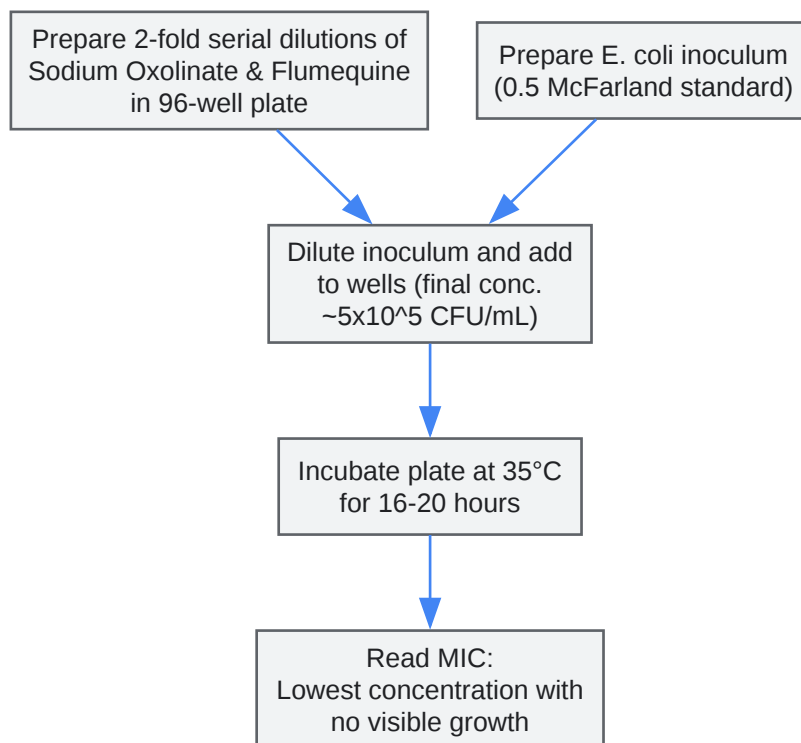 Prepare 2-fold serial dilutions of
Sodium Oxolinate & Flumequine
in 96-well plate
Prepare E. coli inoculum
(0.5 McFarland standard)
Dilute inoculum and add
to wells (final conc.
~5x10^5 CFU/mL)
Incubate plate at 35°C
for 16-20 hours
Read MIC:
Lowest concentration with
no visible growth